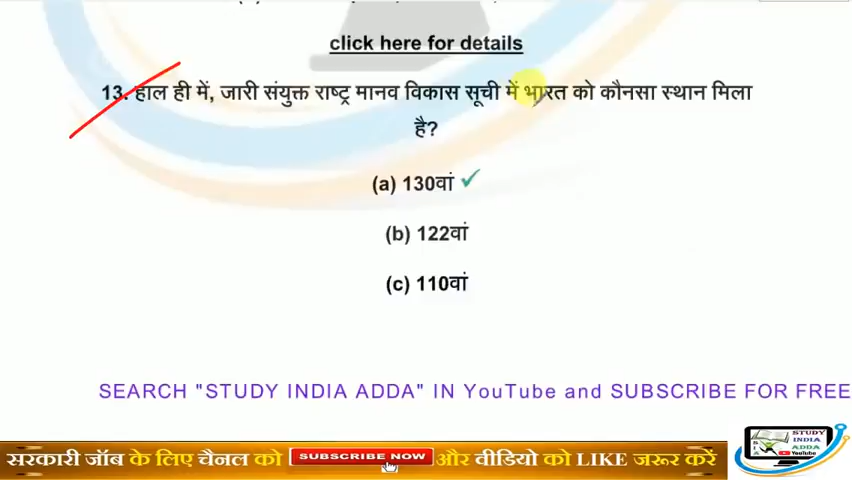 click here for details
13. हाल ही में, जारी संयुक्त राष्ट्र मानव विकास सूची में भारत को कौनसा स्थान मिला
है?
(a) 130वां
(b) 122वां
(c) 110वां
SEARCH "STUDY INDIA ADDA" IN YouTube and SUBSCRIBE FOR FREE
सरकारी जॉब के लिए चैनल को SUBSCRIBE NOW और वीडियो को LIKE जरूर करें
STUDY
INDIA
ADDA
YouTube